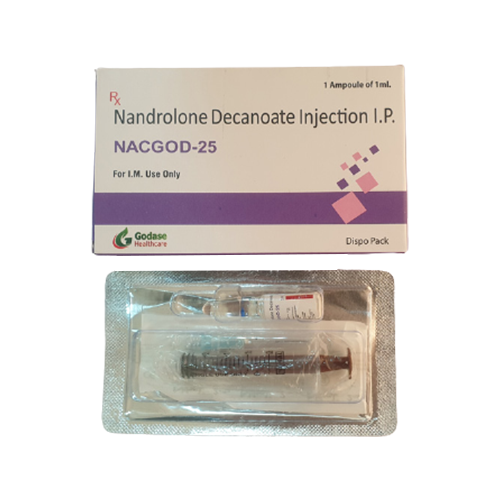 1 Ampoule of 1mL.
Rx
Nandrolone Decanoate Injection I.P.
NACGOD-25
For I.M. Use Only
Godase
Healthcare
Dispo Pack